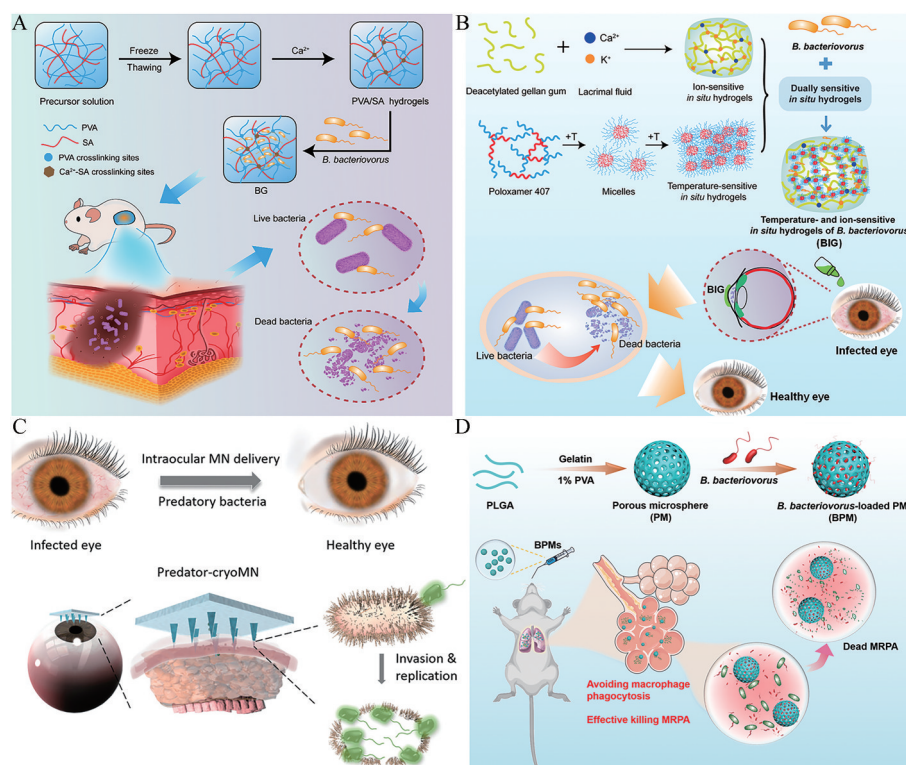 A
Freeze
Thawing
Ca²⁺
Precursor solution
PVA/SA hydrogels
PVA
SA
PVA crosslinking sites
Ca²⁺-SA crosslinking sites
B. bacteriovorus
BG
Live bacteria
Dead bacteria
B
Ca²⁺
K⁺
+
Deacetylated gellan gum
Lacrimal fluid
Ion-sensitive
in situ hydrogels
B. bacteriovorus
+
Dually sensitive
in situ hydrogels
+T
+T
Poloxamer 407
Micelles
Temperature-sensitive
in situ hydrogels
Temperature- and ion-sensitive
in situ hydrogels of B. bacteriovorus
(BIG)
BIG
Live bacteria
Dead bacteria
Infected eye
Healthy eye
C
Intraocular MN delivery
Predatory bacteria
Infected eye
Healthy eye
Predator-cryoMN
Invasion &
replication
D
Gelatin
1% PVA
B. bacteriovorus
PLGA
Porous microsphere
(PM)
B. bacteriovorus-loaded PM
(BPM)
BPMs
Avoiding macrophage
phagocytosis
Effective killing MRPA
Dead MRPA